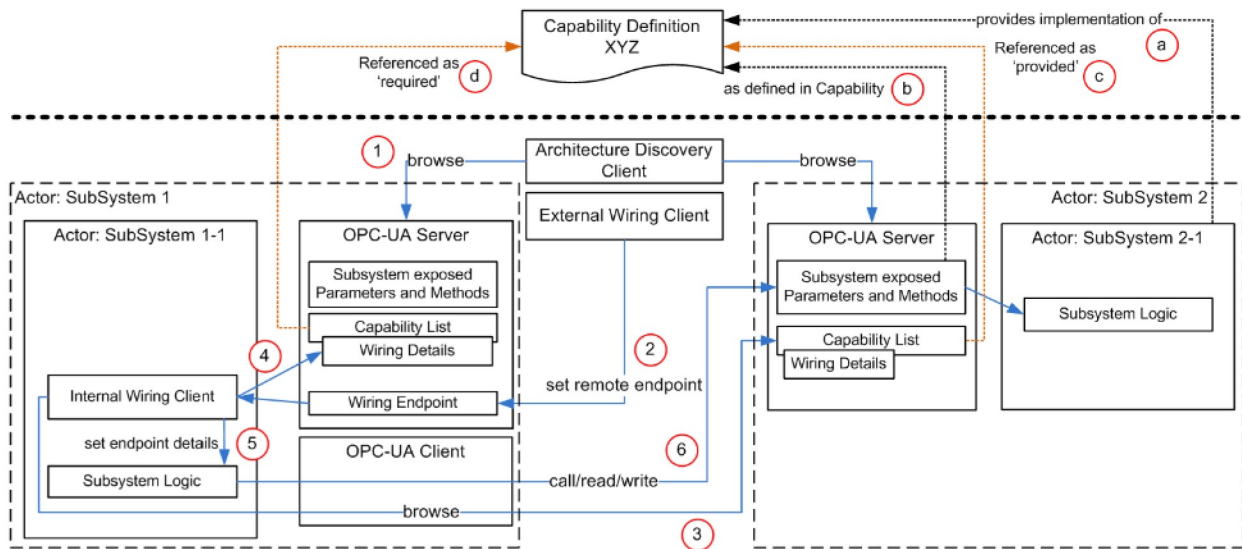 provides implementation of
a
Capability Definition
XYZ
Referenced as
'required'
d
Referenced as
'provided'
c
as defined in Capability
b
1
browse
Architecture Discovery
Client
browse
Actor: SubSystem 1
Actor: SubSystem 1-1
OPC-UA Server
Subsystem exposed
Parameters and Methods
Capability List
Wiring Details
4
Internal Wiring Client
Wiring Endpoint
set endpoint details
5
Subsystem Logic
OPC-UA Client
External Wiring Client
2
set remote endpoint
6
call/read/write
browse
3
Actor: SubSystem 2
OPC-UA Server
Subsystem exposed
Parameters and Methods
Capability List
Wiring Details
Actor: SubSystem 2-1
Subsystem Logic